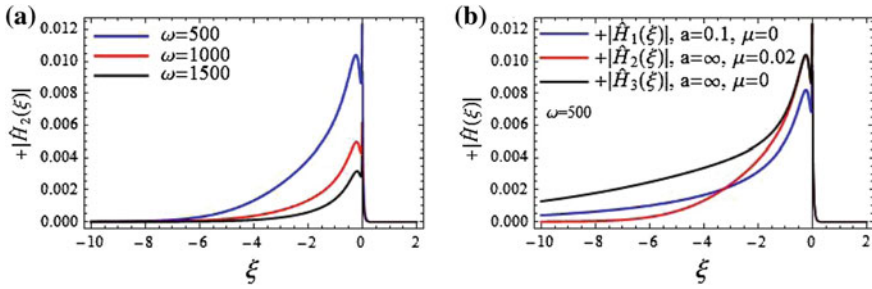 (a)
0.012
0.010
0.008
0.006
0.004
0.002
0.000
+|Ĥ₂(ξ)|
ω=500
ω=1000
ω=1500
−10 −8 −6 −4 −2 0 2
ξ
(b)
0.012
0.010
0.008
0.006
0.004
0.002
0.000
+|Ĥ(ξ)|
+|Ĥ₁(ξ)|, a=0.1, μ=0
+|Ĥ₂(ξ)|, a=∞, μ=0.02
+|Ĥ₃(ξ)|, a=∞, μ=0
ω=500
−10 −8 −6 −4 −2 0 2
ξ